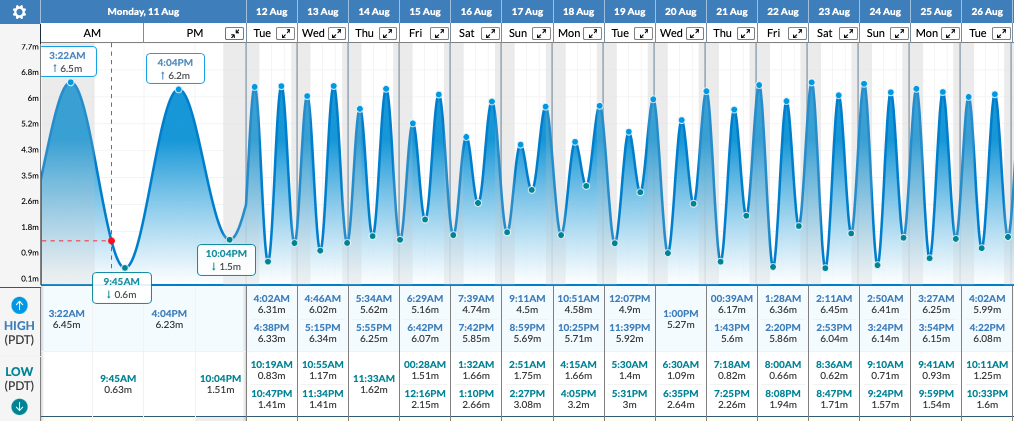 Monday, 11 Aug 12 Aug 13 Aug 14 Aug 15 Aug 16 Aug 17 Aug 18 Aug 19 Aug 20 Aug 21 Aug 22 Aug 23 Aug 24 Aug 25 Aug 26 Aug
AM PM Tue Wed Thu Fri Sat Sun Mon Tue Wed Thu Fri Sat Sun Mon Tue
7.7m
6.8m
6m
5.2m
4.3m
3.5m
2.6m
1.8m
0.9m
0.1m
3:22AM
↑ 6.5m
4:04PM
↑ 6.2m
9:45AM
↓ 0.6m
10:04PM
↓ 1.5m
HIGH
(PDT)
3:22AM
6.45m
4:04PM
6.23m
4:02AM 4:46AM 5:34AM 6:29AM 7:39AM 9:11AM 10:51AM 12:07PM 1:00PM 00:39AM 1:28AM 2:11AM 2:50AM 3:27AM 4:02AM
6.31m 6.02m 5.62m 5.16m 4.74m 4.5m 4.58m 4.9m 5.27m 6.17m 6.36m 6.45m 6.41m 6.25m 5.99m
4:38PM 5:15PM 5:55PM 6:42PM 7:42PM 8:59PM 10:25PM 11:39PM 1:43PM 2:20PM 2:53PM 3:24PM 3:54PM 4:22PM
6.33m 6.34m 6.25m 6.07m 5.85m 5.69m 5.71m 5.92m 5.6m 5.86m 6.04m 6.14m 6.15m 6.08m
LOW
(PDT)
9:45AM
0.63m
10:04PM
1.51m
10:19AM 10:55AM 11:33AM 00:28AM 1:32AM 2:51AM 4:15AM 5:30AM 6:30AM 7:18AM 8:00AM 8:36AM 9:10AM 9:41AM 10:11AM
0.83m 1.17m 1.62m 1.51m 1.66m 1.75m 1.66m 1.4m 1.09m 0.82m 0.66m 0.62m 0.71m 0.93m 1.25m
10:47PM 11:34PM 12:16PM 1:10PM 2:27PM 4:05PM 5:31PM 6:35PM 7:25PM 8:08PM 8:47PM 9:24PM 9:59PM 10:33PM
1.41m 1.41m 2.15m 2.66m 3.08m 3.2m 3m 2.64m 2.26m 1.94m 1.71m 1.57m 1.54m 1.6m